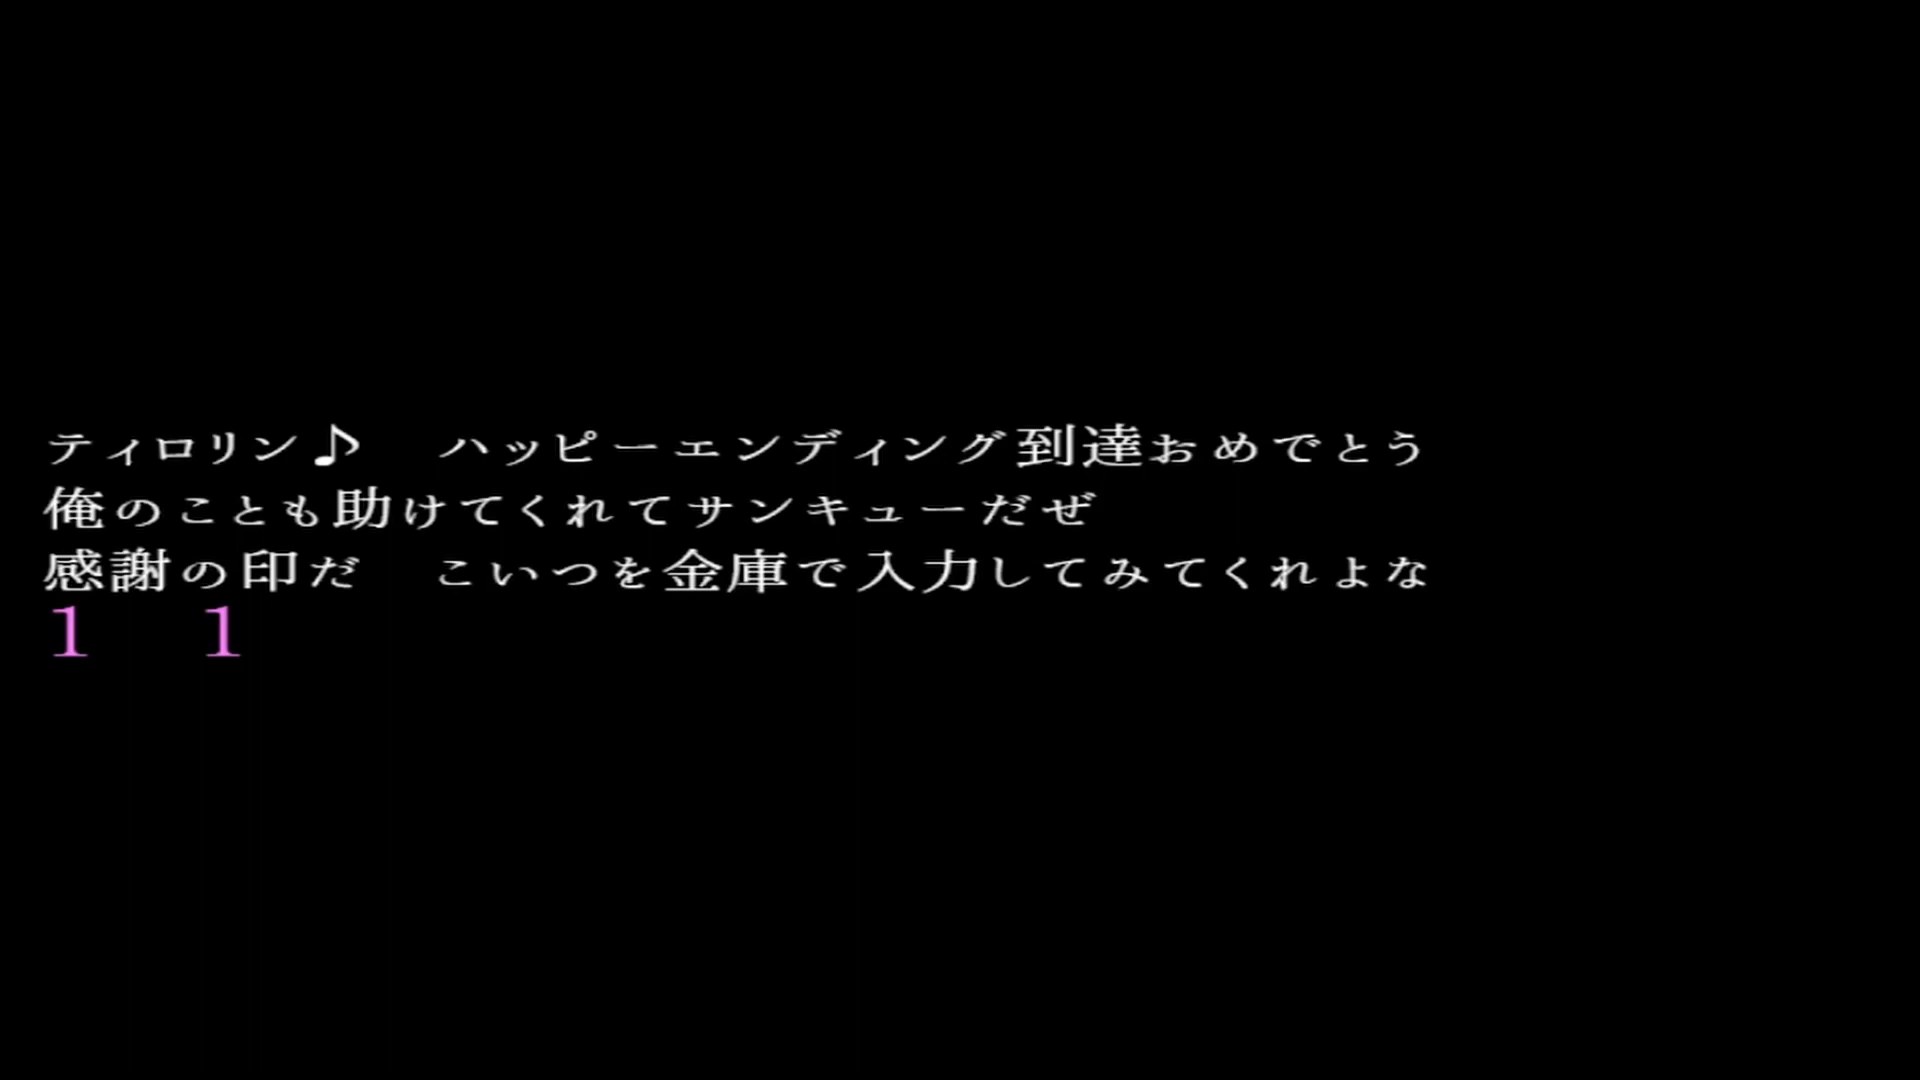 ティロリン♪　ハッピーエンディング到達おめでとう
俺のことも助けてくれてサンキューだぜ
感謝の印だ　こいつを金庫で入力してみてくれよな
1　1